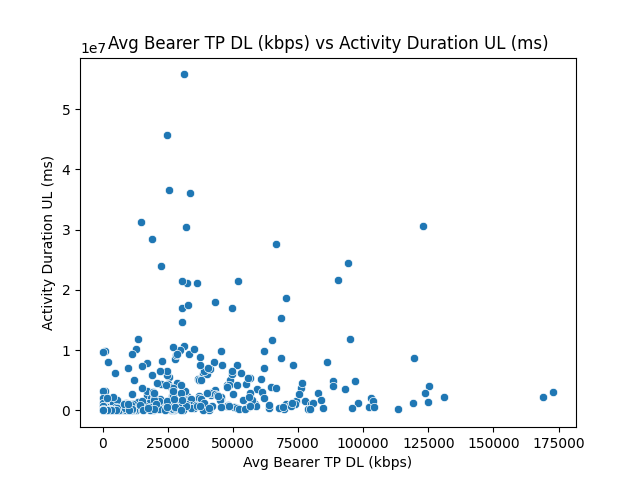 1e7 Avg Bearer TP DL (kbps) vs Activity Duration UL (ms)
5
4
3
2
1
0
Activity Duration UL (ms)
0 25000 50000 75000 100000 125000 150000 175000
Avg Bearer TP DL (kbps)